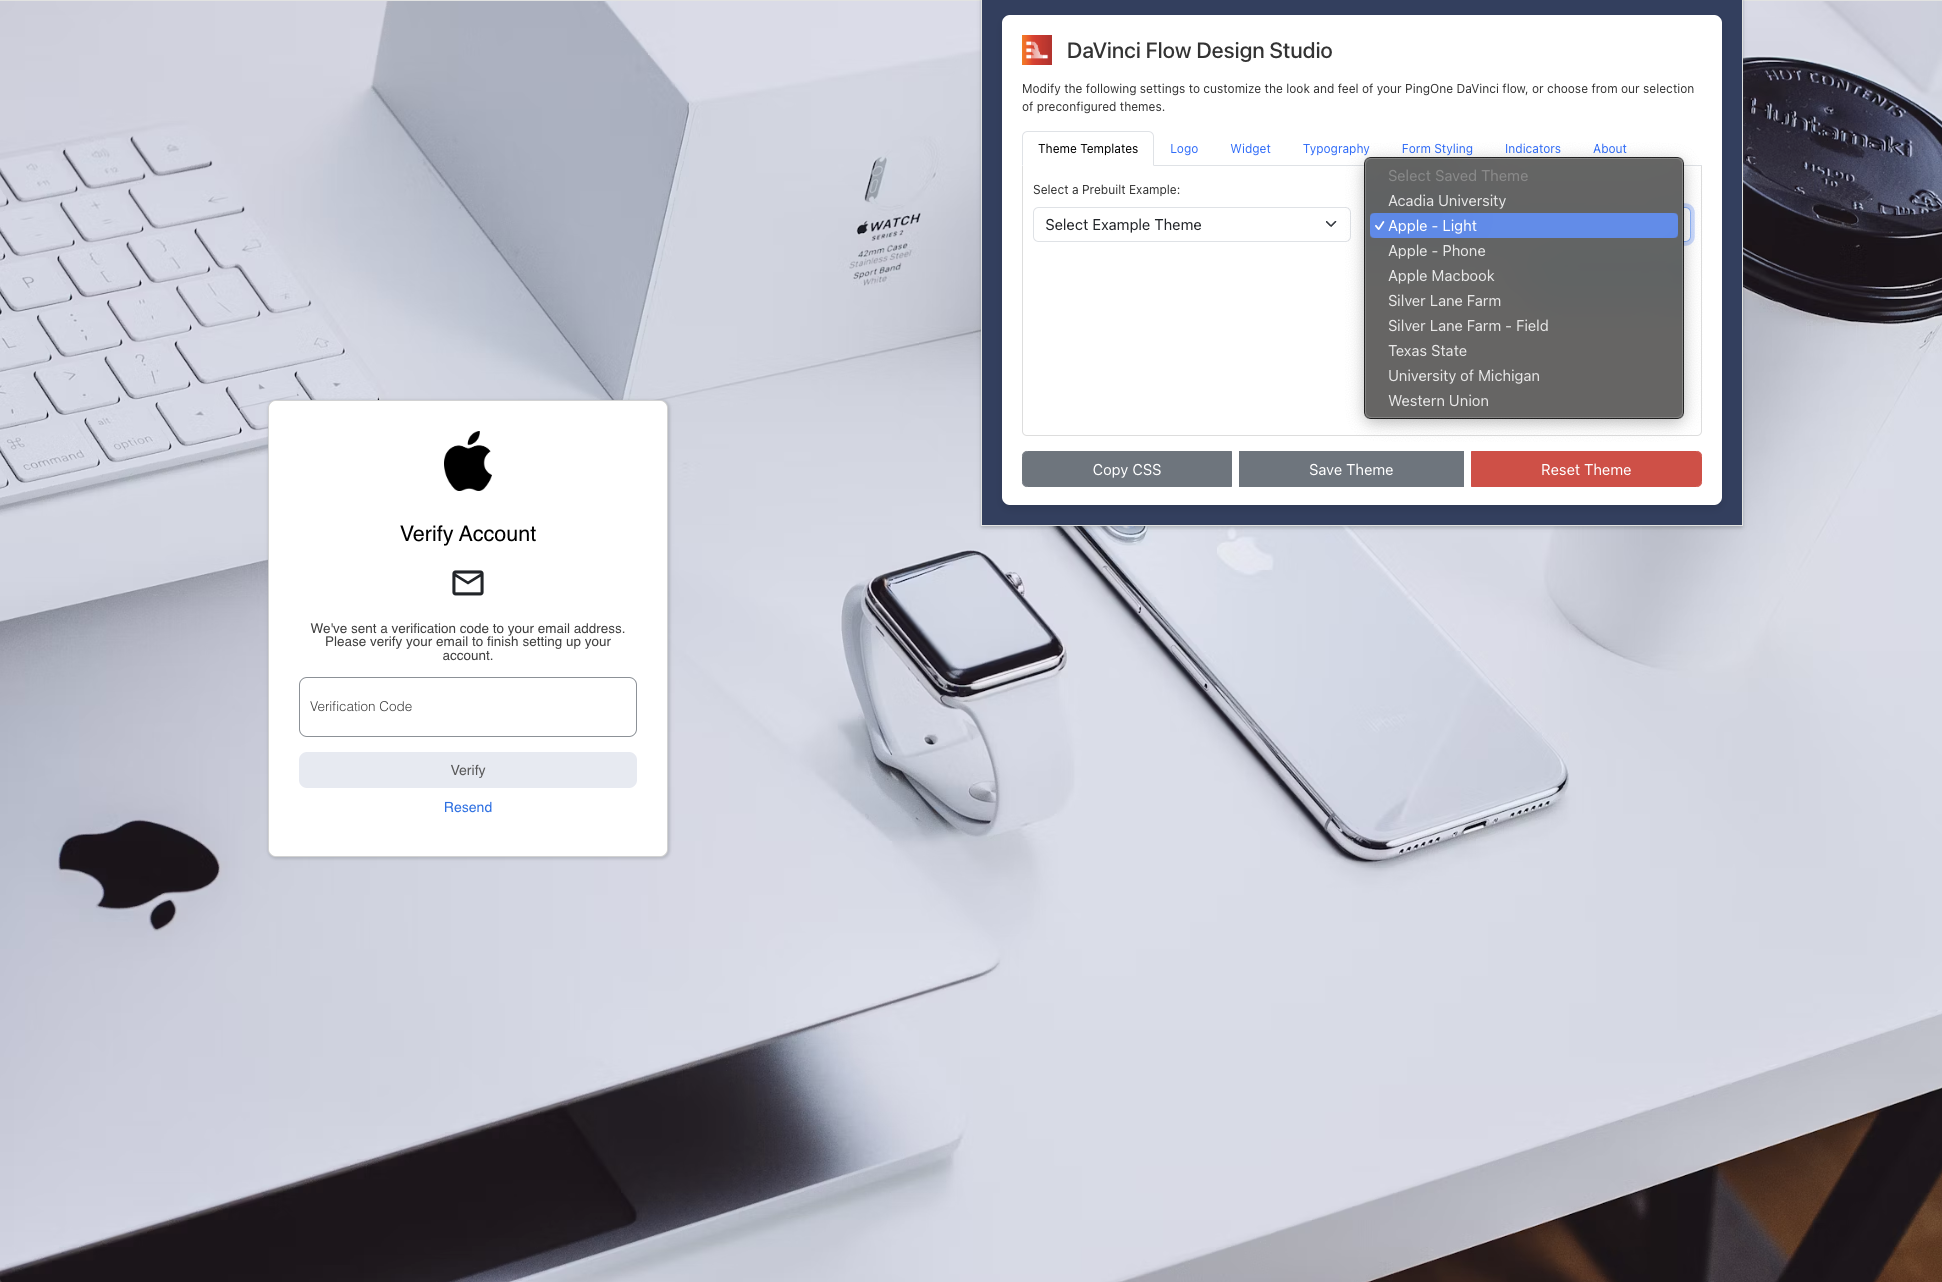 DaVinci Flow Design Studio
Modify the following settings to customize the look and feel of your PingOne DaVinci flow, or choose from our selection
of preconfigured themes.
Theme Templates Logo Widget Typography Form Styling Indicators About
Select a Prebuilt Example:
Select Example Theme
Select Saved Theme
Acadia University
✓ Apple - Light
Apple - Phone
Apple Macbook
Silver Lane Farm
Silver Lane Farm - Field
Texas State
University of Michigan
Western Union
Copy CSS Save Theme Reset Theme
HOT CONTENTS
Huhtamaki
WATCH
SERIES 2
42mm Case
Stainless Steel
Sport Band
White
P
L
alt
option
command
Verify Account
We've sent a verification code to your email address.
Please verify your email to finish setting up your
account.
Verification Code
Verify
Resend